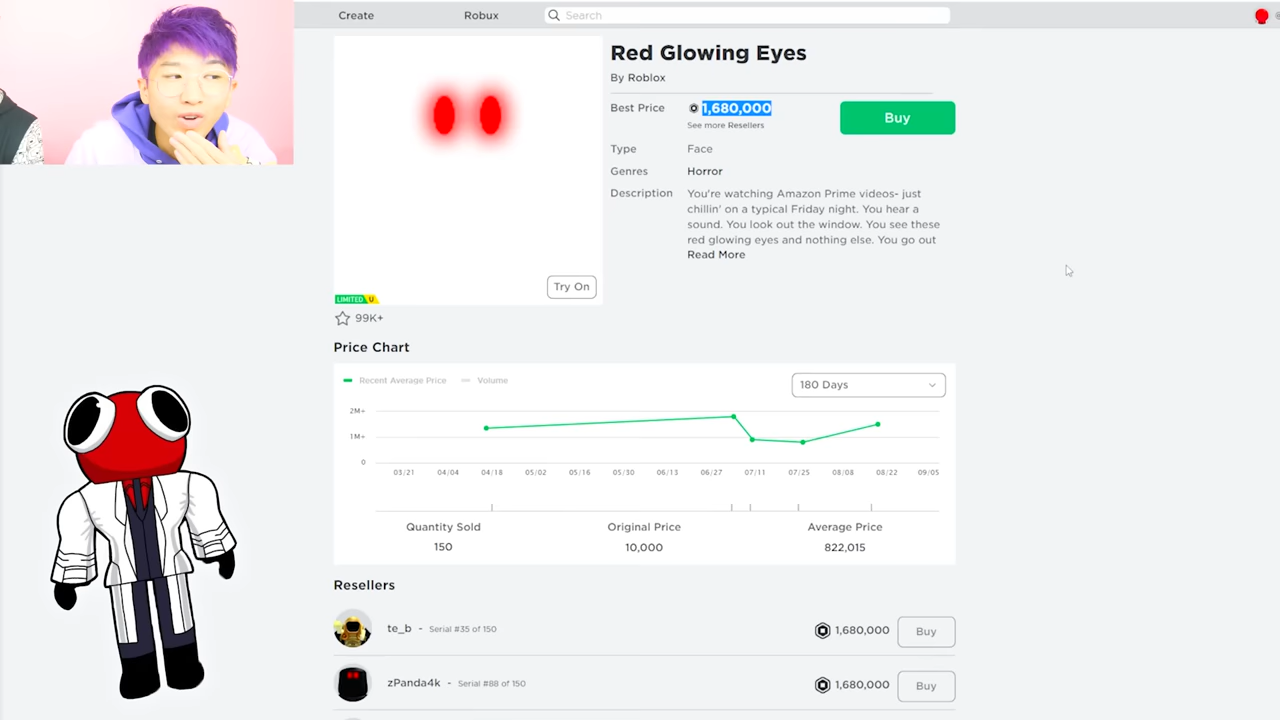 Create Robux Search
Red Glowing Eyes
By Roblox
Best Price 1,680,000 Buy
See more Resellers
Type Face
Genres Horror
Description You're watching Amazon Prime videos- just
chillin' on a typical Friday night. You hear a
sound. You look out the window. You see these
red glowing eyes and nothing else. You go out
Read More
Try On
LIMITED U
99K+
Price Chart
Recent Average Price Volume 180 Days
2M+
1M+
0
03/21 04/04 04/18 05/02 05/16 05/30 06/13 06/27 07/11 07/25 08/08 08/22 09/05
Quantity Sold Original Price Average Price
150 10,000 822,015
Resellers
te_b - Serial #35 of 150 1,680,000 Buy
zPanda4k - Serial #88 of 150 1,680,000 Buy